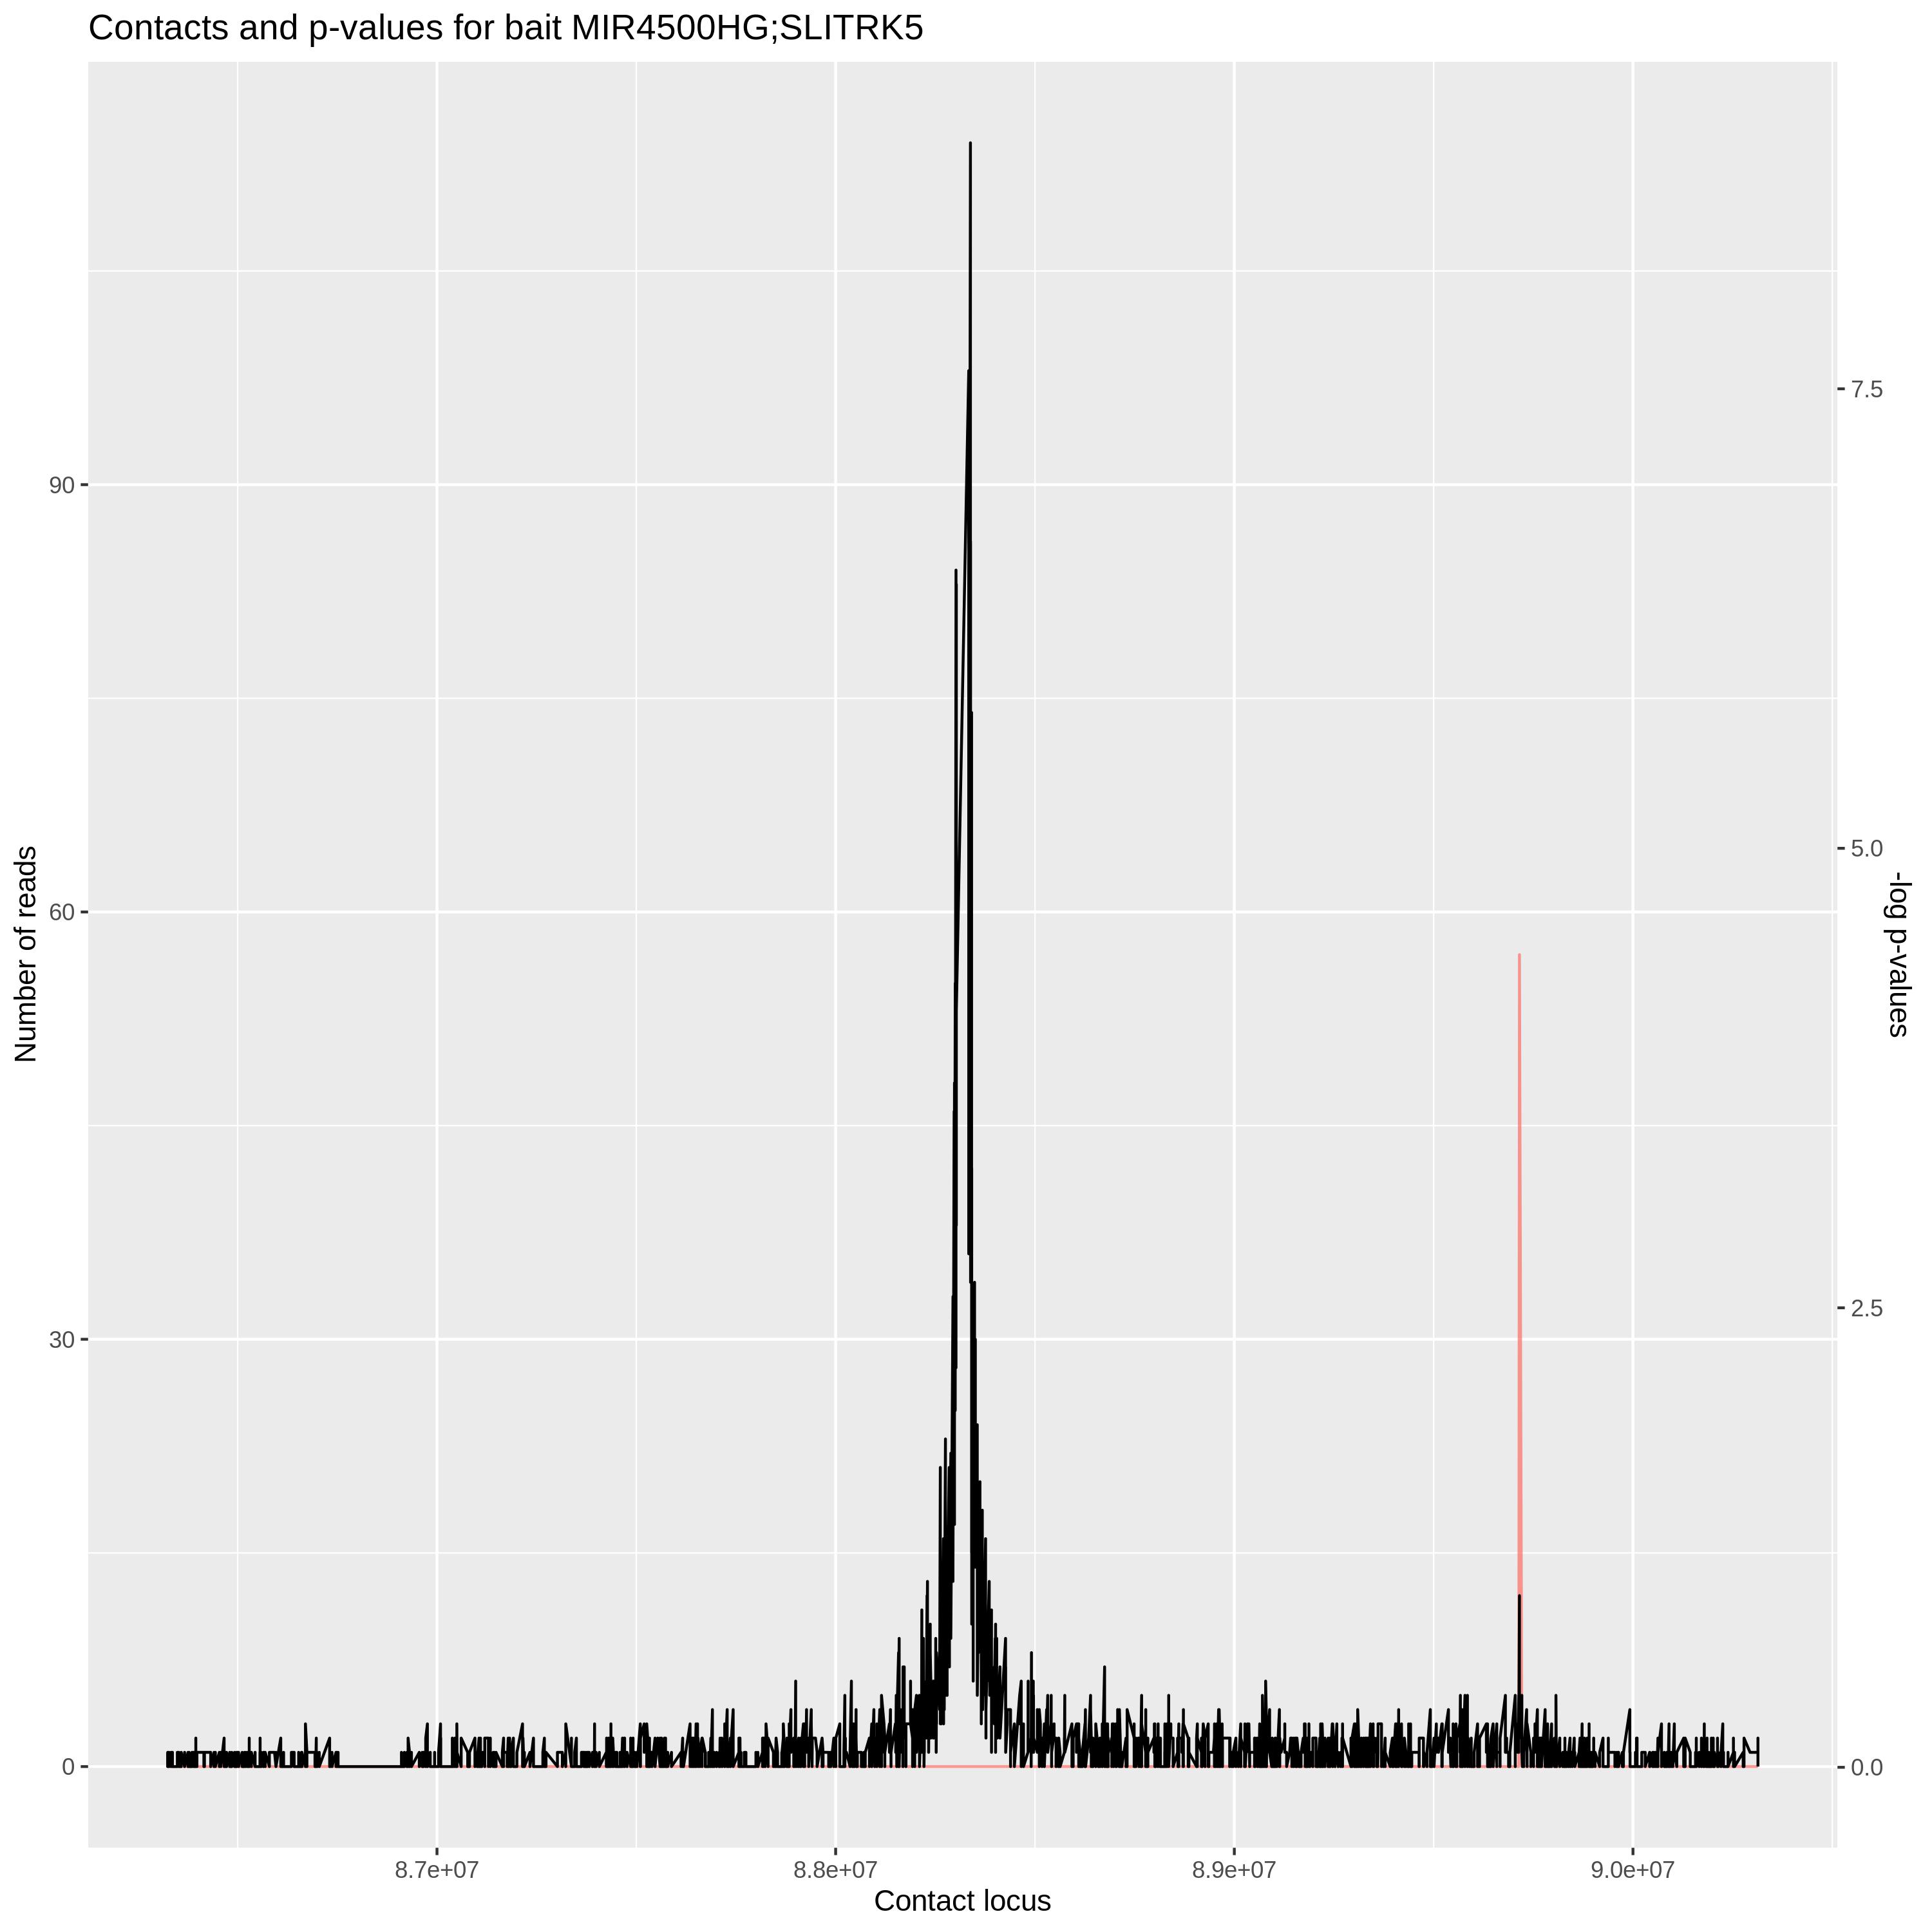 Contacts and p-values for bait MIR4500HG;SLITRK5
Number of reads
90
60
30
0
7.5
5.0
2.5
0.0
-log p-values
8.7e+07
8.8e+07
8.9e+07
9.0e+07
Contact locus